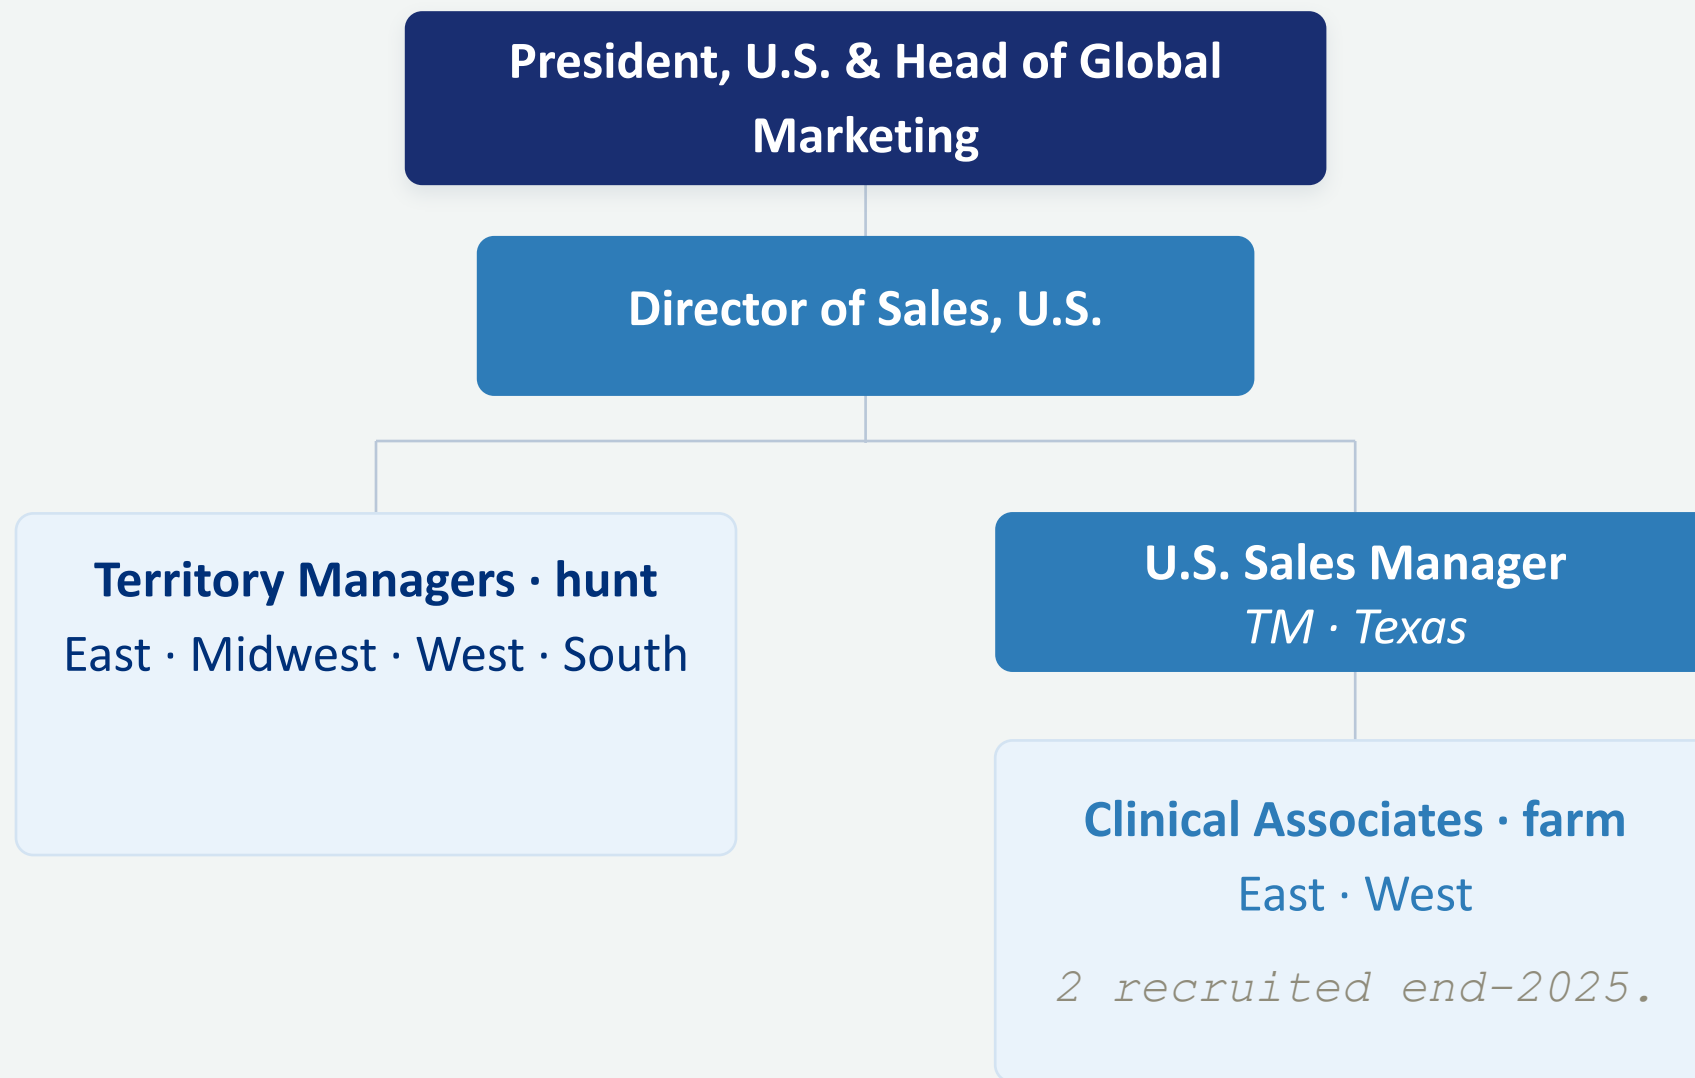 President, U.S. & Head of Global
Marketing
Director of Sales, U.S.
Territory Managers · hunt
East · Midwest · West · South
U.S. Sales Manager
TM · Texas
Clinical Associates · farm
East · West
2 recruited end-2025.